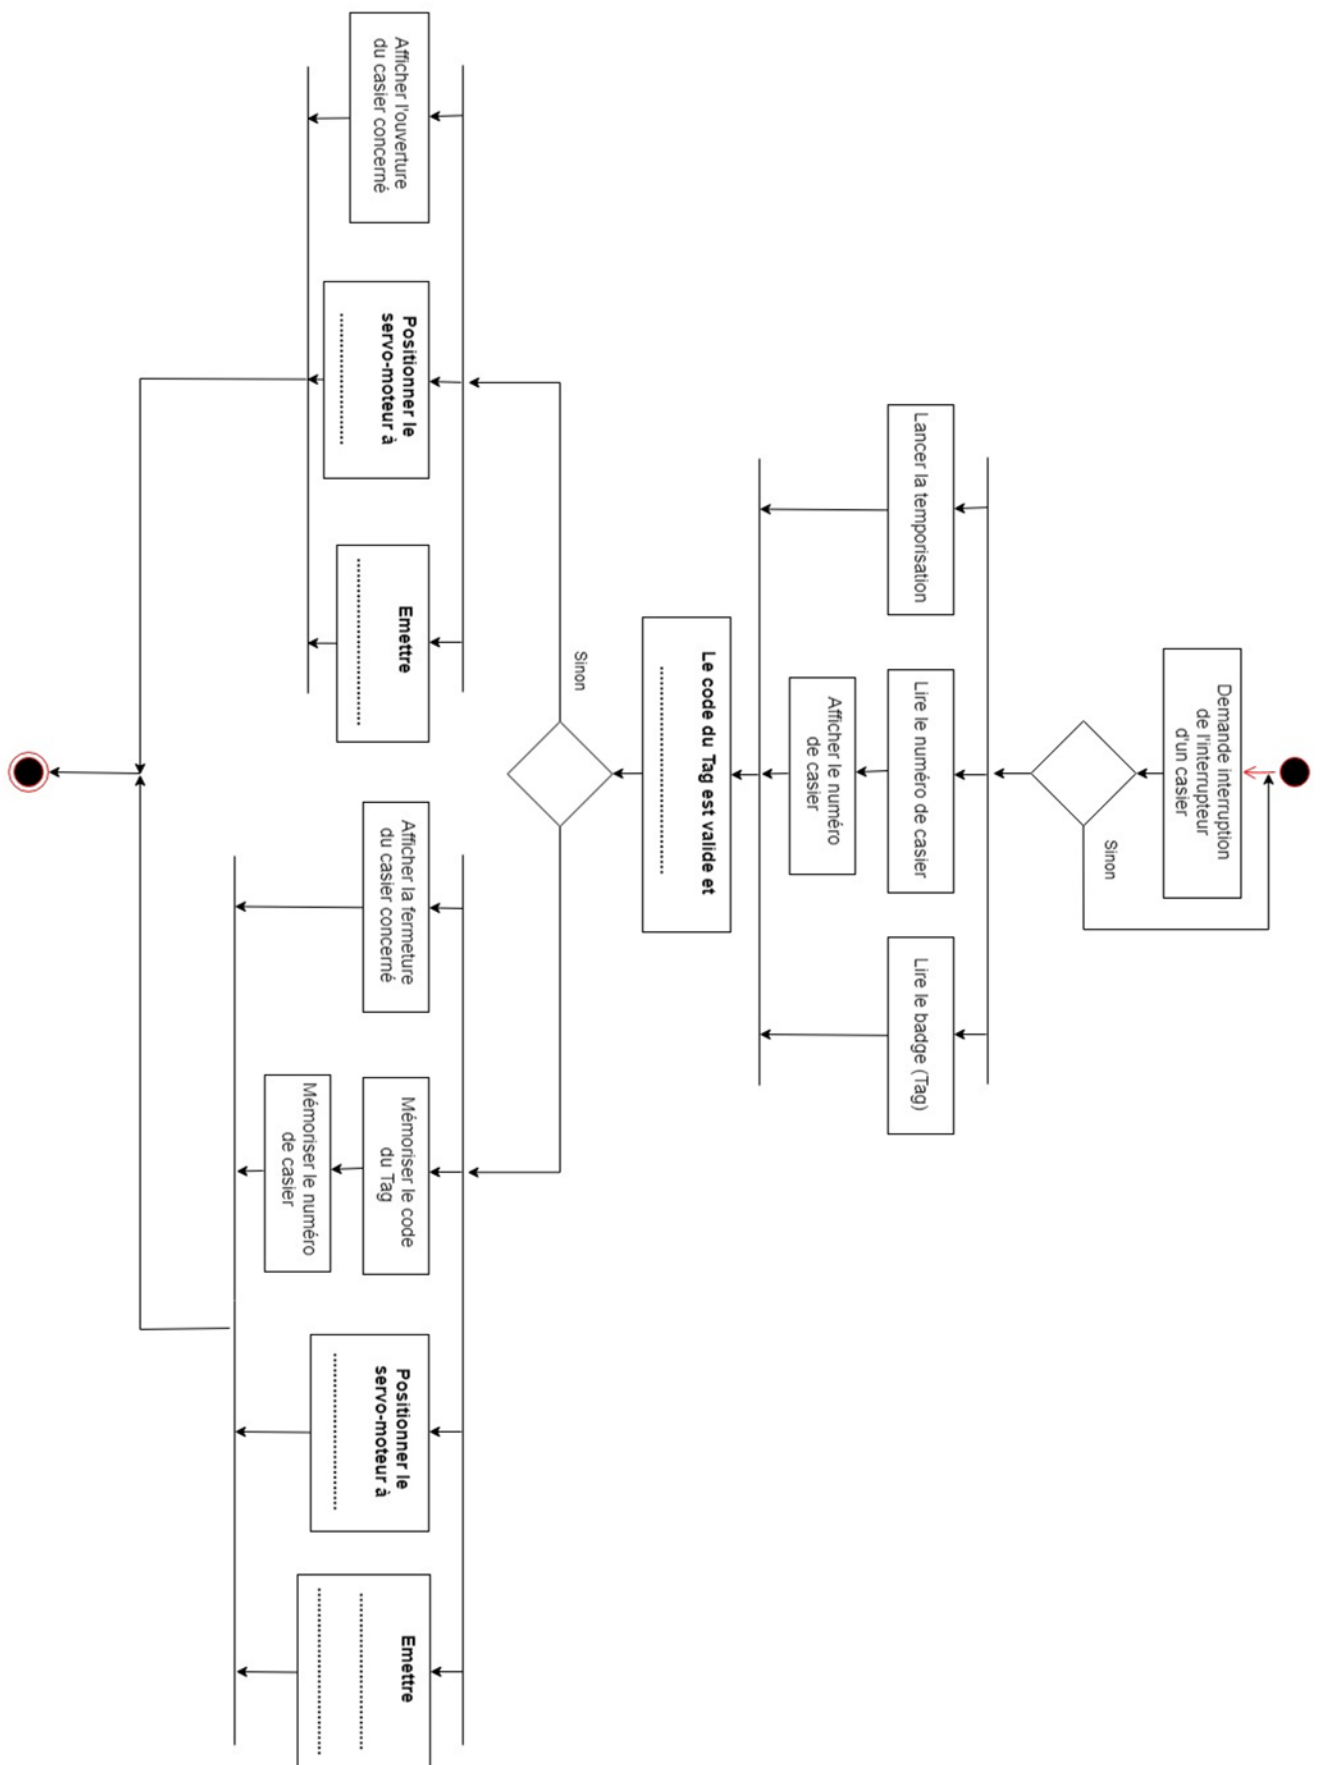 Demande interruption
de l'interrupteur
d'un casier
Sinon
Lancer la temporisation
Lire le numéro de casier
Lire le badge (Tag)
Afficher le numéro
de casier
Le code du Tag est valide et
..............................................
Sinon
Afficher l'ouverture
du casier concerné
Positionner le
servo-moteur à
.............................
Emettre
.....................................
Afficher la fermeture
du casier concerné
Mémoriser le code
du Tag
Mémoriser le numéro
de casier
Positionner le
servo-moteur à
...................................
Emettre
...................................
.....................................